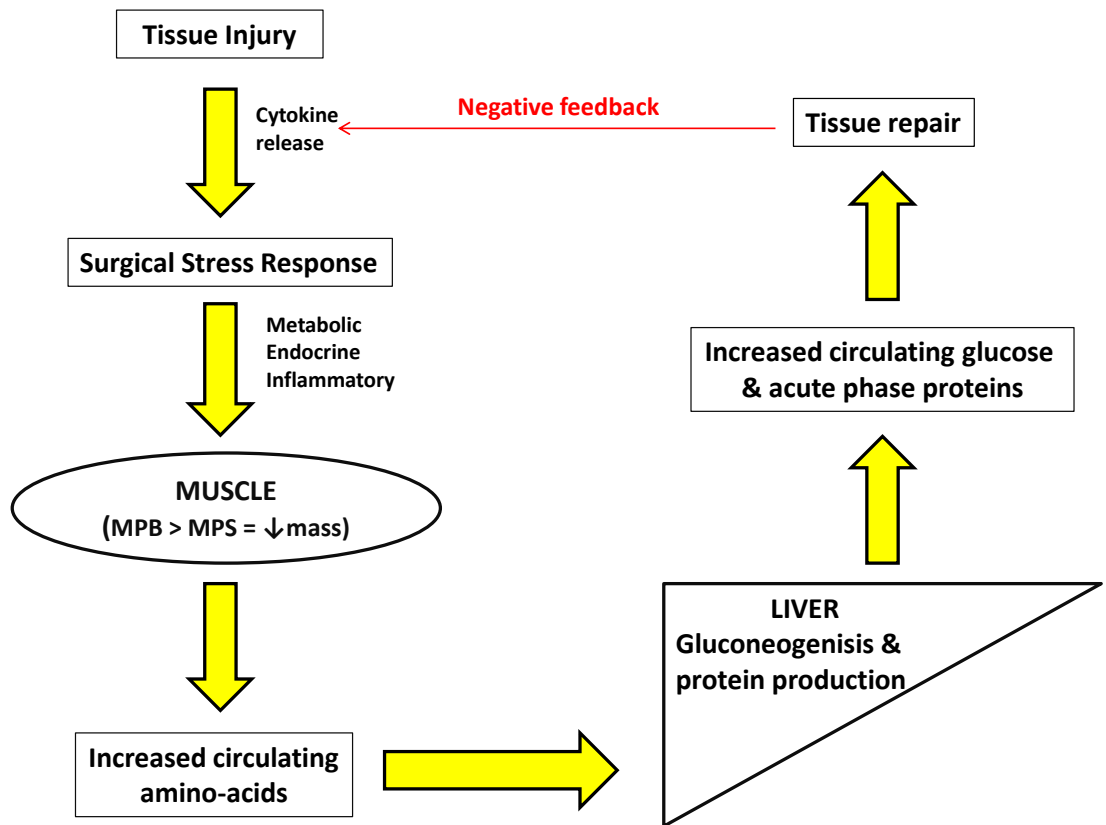 Tissue Injury
Cytokine
release
Negative feedback
Tissue repair
Surgical Stress Response
Metabolic
Endocrine
Inflammatory
Increased circulating glucose
& acute phase proteins
MUSCLE
(MPB > MPS = ↓mass)
LIVER
Gluconeogenisis &
protein production
Increased circulating
amino-acids